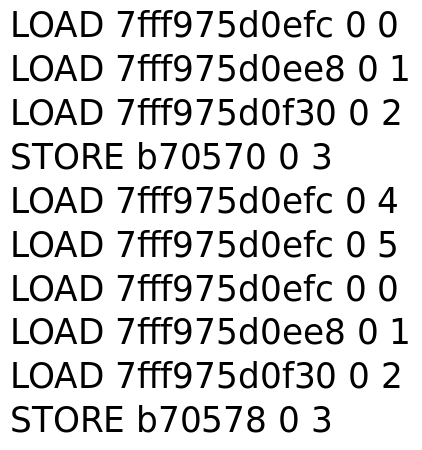 LOAD 7fff975d0efc 0 0
LOAD 7fff975d0ee8 0 1
LOAD 7fff975d0f30 0 2
STORE b70570 0 3
LOAD 7fff975d0efc 0 4
LOAD 7fff975d0efc 0 5
LOAD 7fff975d0efc 0 0
LOAD 7fff975d0ee8 0 1
LOAD 7fff975d0f30 0 2
STORE b70578 0 3